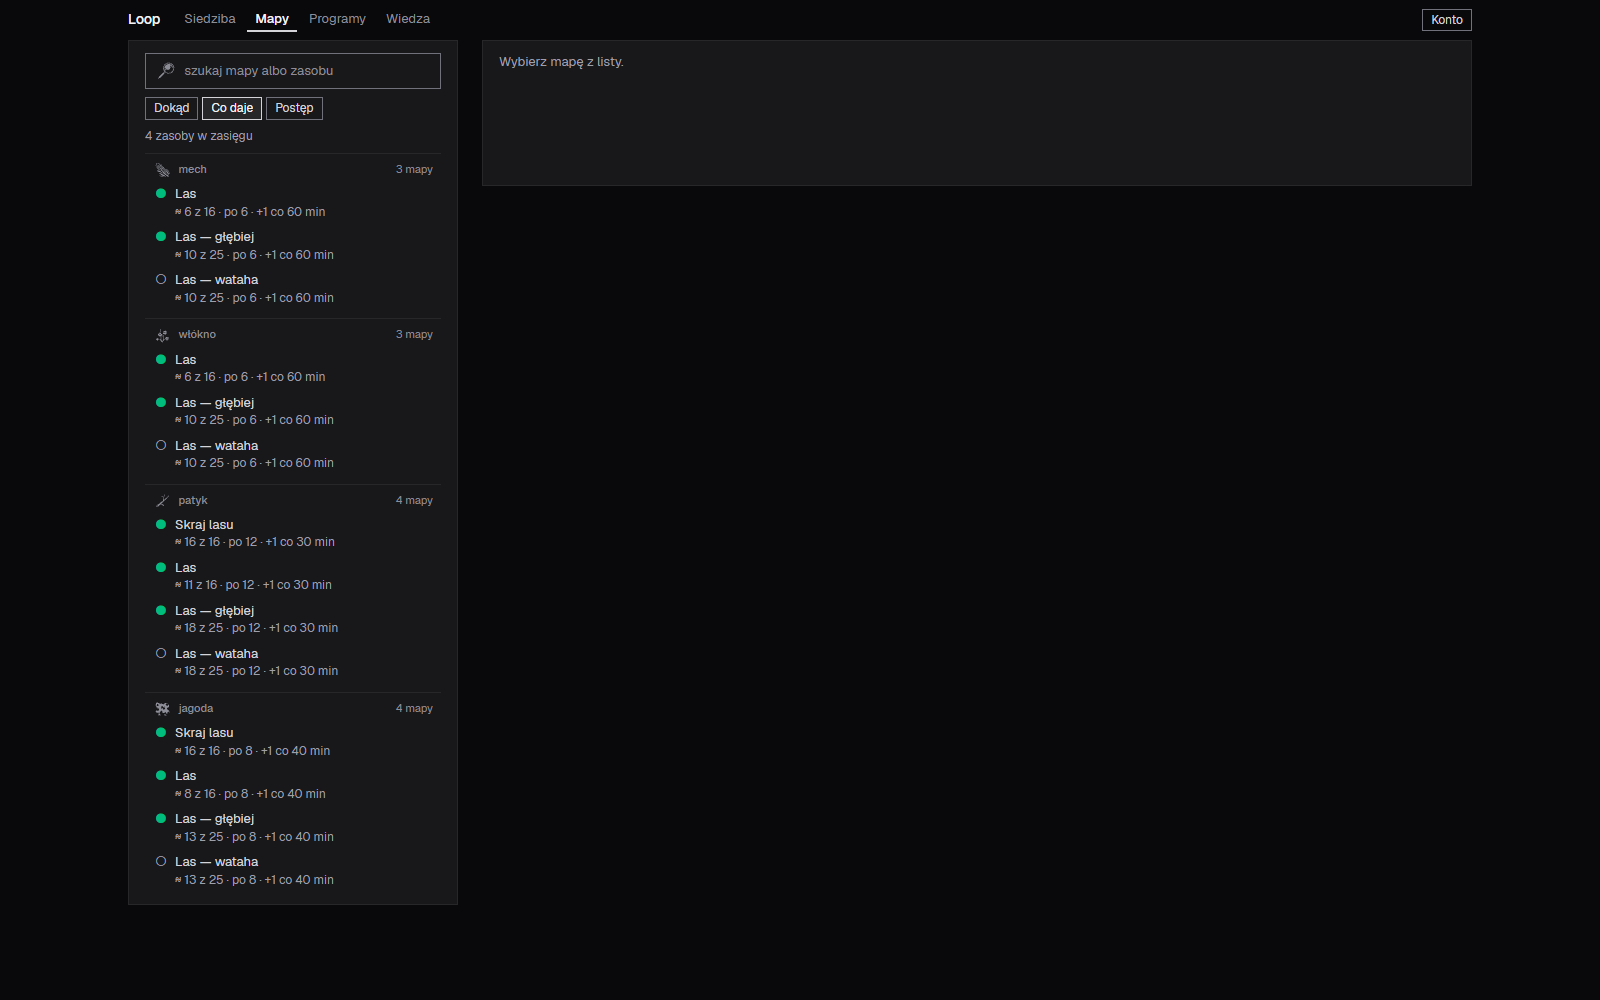 Loop Siedziba Mapy Programy Wiedza Konto
szukaj mapy albo zasobu
Dokąd Co daje Postęp
4 zasoby w zasięgu
mech 3 mapy
Las
≈ 6 z 16 · po 6 · +1 co 60 min
Las — głębiej
≈ 10 z 25 · po 6 · +1 co 60 min
Las — wataha
≈ 10 z 25 · po 6 · +1 co 60 min
włókno 3 mapy
Las
≈ 6 z 16 · po 6 · +1 co 60 min
Las — głębiej
≈ 10 z 25 · po 6 · +1 co 60 min
Las — wataha
≈ 10 z 25 · po 6 · +1 co 60 min
patyk 4 mapy
Skraj lasu
≈ 16 z 16 · po 12 · +1 co 30 min
Las
≈ 11 z 16 · po 12 · +1 co 30 min
Las — głębiej
≈ 18 z 25 · po 12 · +1 co 30 min
Las — wataha
≈ 18 z 25 · po 12 · +1 co 30 min
jagoda 4 mapy
Skraj lasu
≈ 16 z 16 · po 8 · +1 co 40 min
Las
≈ 8 z 16 · po 8 · +1 co 40 min
Las — głębiej
≈ 13 z 25 · po 8 · +1 co 40 min
Las — wataha
≈ 13 z 25 · po 8 · +1 co 40 min
Wybierz mapę z listy.